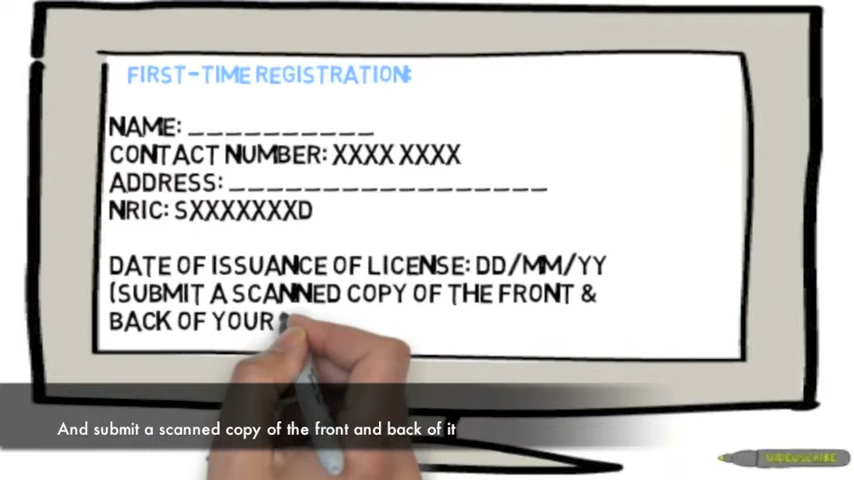 FIRST-TIME REGISTRATION:
NAME: __________
CONTACT NUMBER: XXXX XXXX
ADDRESS: _________________
NRIC: SXXXXXXXD
DATE OF ISSUANCE OF LICENSE: DD/MM/YY
(SUBMIT A SCANNED COPY OF THE FRONT &
BACK OF YOUR
And submit a scanned copy of the front and back of it
VIDEOSCRIBE